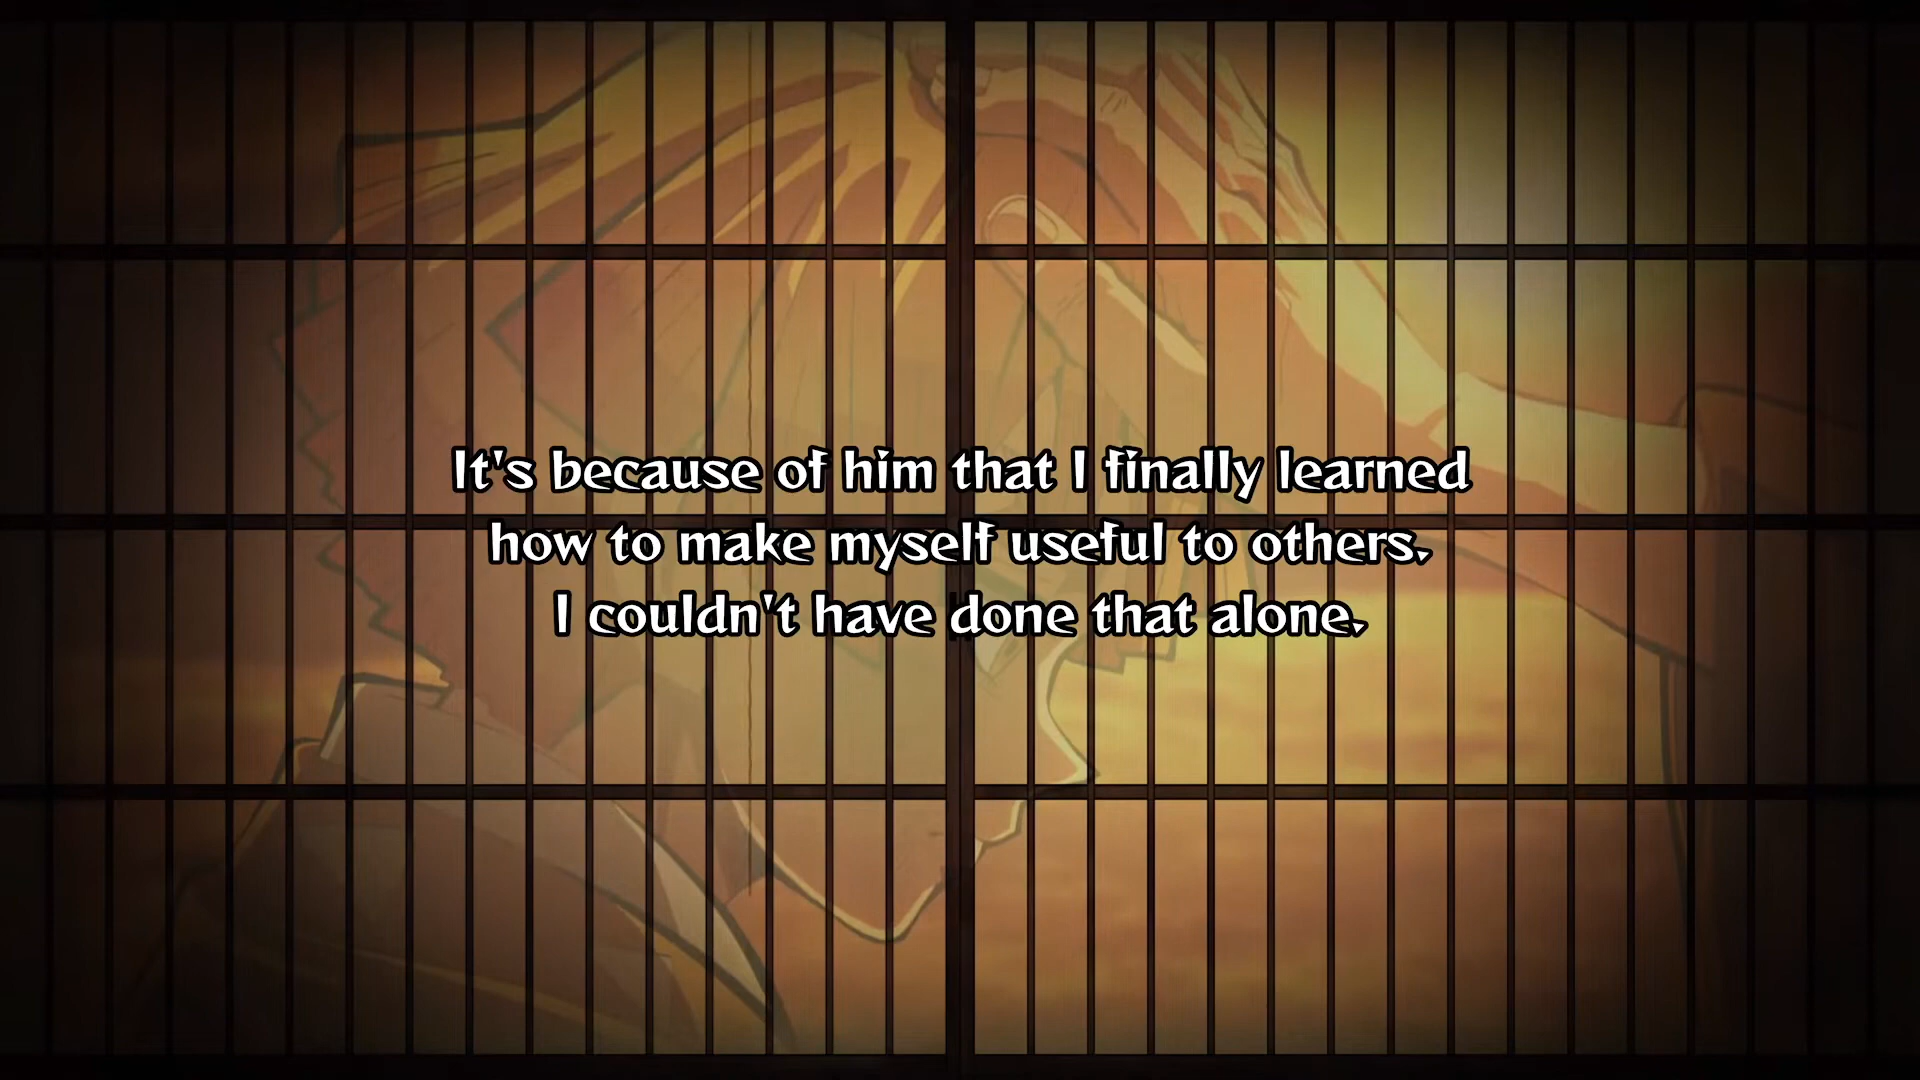 It's because of him that I finally learned
how to make myself useful to others.
I couldn't have done that alone.